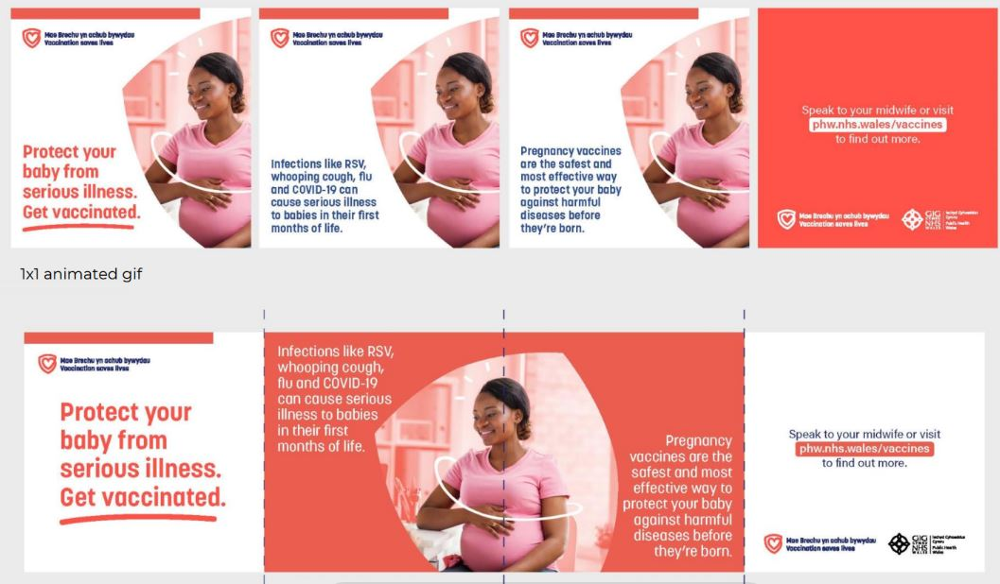 Mae Brechu yn achub bywydau
Vaccination saves lives
Protect your
baby from
serious illness.
Get vaccinated.
Mae Brechu yn achub bywydau
Vaccination saves lives
Infections like RSV,
whooping cough, flu
and COVID-19 can
cause serious illness
to babies in their first
months of life.
Mae Brechu yn achub bywydau
Vaccination saves lives
Pregnancy vaccines
are the safest and
most effective way
to protect your baby
against harmful
diseases before
they're born.
Speak to your midwife or visit
phw.nhs.wales/vaccines
to find out more.
Mae Brechu yn achub bywydau
Vaccination saves lives
GIG
CYMRU
NHS
WALES
Iechyd Cyhoeddus
Cymru
Public Health
Wales
1x1 animated gif
Mae Brechu yn achub bywydau
Vaccination saves lives
Protect your
baby from
serious illness.
Get vaccinated.
Infections like RSV,
whooping cough,
flu and COVID-19
can cause serious
illness to babies
in their first
months of life.
Pregnancy
vaccines are the
safest and most
effective way to
protect your baby
against harmful
diseases before
they're born.
Speak to your midwife or visit
phw.nhs.wales/vaccines
to find out more.
Mae Brechu yn achub bywydau
Vaccination saves lives
GIG
CYMRU
NHS
WALES
Iechyd Cyhoeddus
Cymru
Public Health
Wales